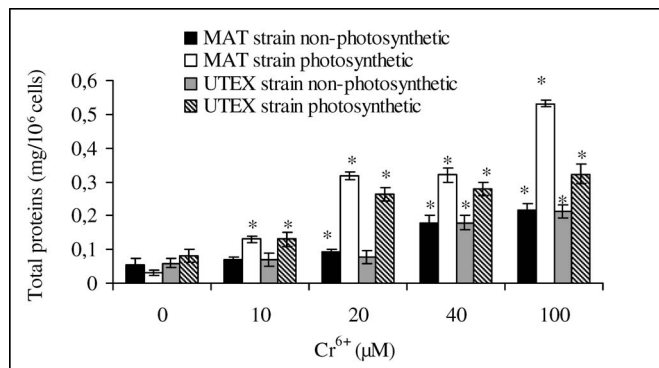 MAT strain non-photosynthetic
MAT strain photosynthetic
UTEX strain non-photosynthetic
UTEX strain photosynthetic
Total proteins (mg/10⁶ cells)
0,6
0,5
0,4
0,3
0,2
0,1
0
* * * * * * * * * * * *
0 10 20 40 100
Cr⁶⁺ (µM)